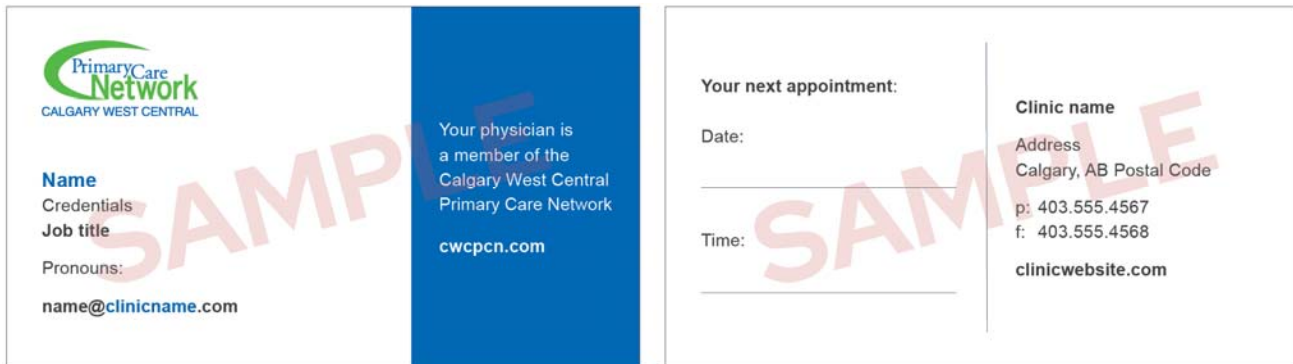 PrimaryCare
Network
CALGARY WEST CENTRAL
Name
Credentials
Job title
Pronouns:
name@clinicname.com
Your physician is
a member of the
Calgary West Central
Primary Care Network
cwcpcn.com
SAMPLE
Your next appointment:
Date:
Time:
Clinic name
Address
Calgary, AB Postal Code
p: 403.555.4567
f: 403.555.4568
clinicwebsite.com
SAMPLE